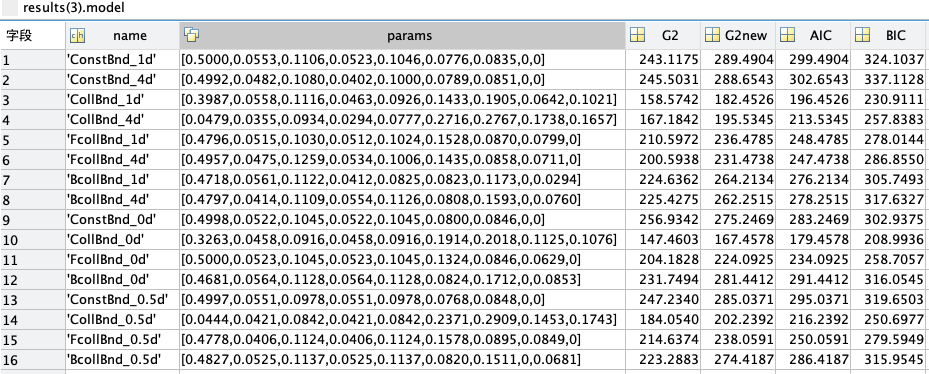 results(3).model
字段 name params G2 G2new AIC BIC
1 'ConstBnd_1d' [0.5000,0.0553,0.1106,0.0523,0.1046,0.0776,0.0835,0,0] 243.1175 289.4904 299.4904 324.1037
2 'ConstBnd_4d' [0.4992,0.0482,0.1080,0.0402,0.1000,0.0789,0.0851,0,0] 245.5031 288.6543 302.6543 337.1128
3 'CollBnd_1d' [0.3987,0.0558,0.1116,0.0463,0.0926,0.1433,0.1905,0.0642,0.1021] 158.5742 182.4526 196.4526 230.9111
4 'CollBnd_4d' [0.0479,0.0355,0.0934,0.0294,0.0777,0.2716,0.2767,0.1738,0.1657] 167.1842 195.5345 213.5345 257.8383
5 'FcollBnd_1d' [0.4796,0.0515,0.1030,0.0512,0.1024,0.1528,0.0870,0.0799,0] 210.5972 236.4785 248.4785 278.0144
6 'FcollBnd_4d' [0.4957,0.0475,0.1259,0.0534,0.1006,0.1435,0.0858,0.0711,0] 200.5938 231.4738 247.4738 286.8550
7 'BcollBnd_1d' [0.4718,0.0561,0.1122,0.0412,0.0825,0.0823,0.1173,0,0.0294] 224.6362 264.2134 276.2134 305.7493
8 'BcollBnd_4d' [0.4797,0.0414,0.1109,0.0554,0.1126,0.0808,0.1593,0,0.0760] 225.4275 262.2515 278.2515 317.6327
9 'ConstBnd_0d' [0.4998,0.0522,0.1045,0.0522,0.1045,0.0800,0.0846,0,0] 256.9342 275.2469 283.2469 302.9375
10 'CollBnd_0d' [0.3263,0.0458,0.0916,0.0458,0.0916,0.1914,0.2018,0.1125,0.1076] 147.4603 167.4578 179.4578 208.9936
11 'FcollBnd_0d' [0.5000,0.0523,0.1045,0.0523,0.1045,0.1324,0.0846,0.0629,0] 204.1828 224.0925 234.0925 258.7057
12 'BcollBnd_0d' [0.4681,0.0564,0.1128,0.0564,0.1128,0.0824,0.1712,0,0.0853] 231.7494 281.4412 291.4412 316.0545
13 'ConstBnd_0.5d' [0.4997,0.0551,0.0978,0.0551,0.0978,0.0768,0.0848,0,0] 247.2340 285.0371 295.0371 319.6503
14 'CollBnd_0.5d' [0.0444,0.0421,0.0842,0.0421,0.0842,0.2371,0.2909,0.1453,0.1743] 184.0540 202.2392 216.2392 250.6977
15 'FcollBnd_0.5d' [0.4778,0.0406,0.1124,0.0406,0.1124,0.1578,0.0895,0.0849,0] 214.6374 238.0591 250.0591 279.5949
16 'BcollBnd_0.5d' [0.4827,0.0525,0.1137,0.0525,0.1137,0.0820,0.1511,0,0.0681] 223.2883 274.4187 286.4187 315.9545